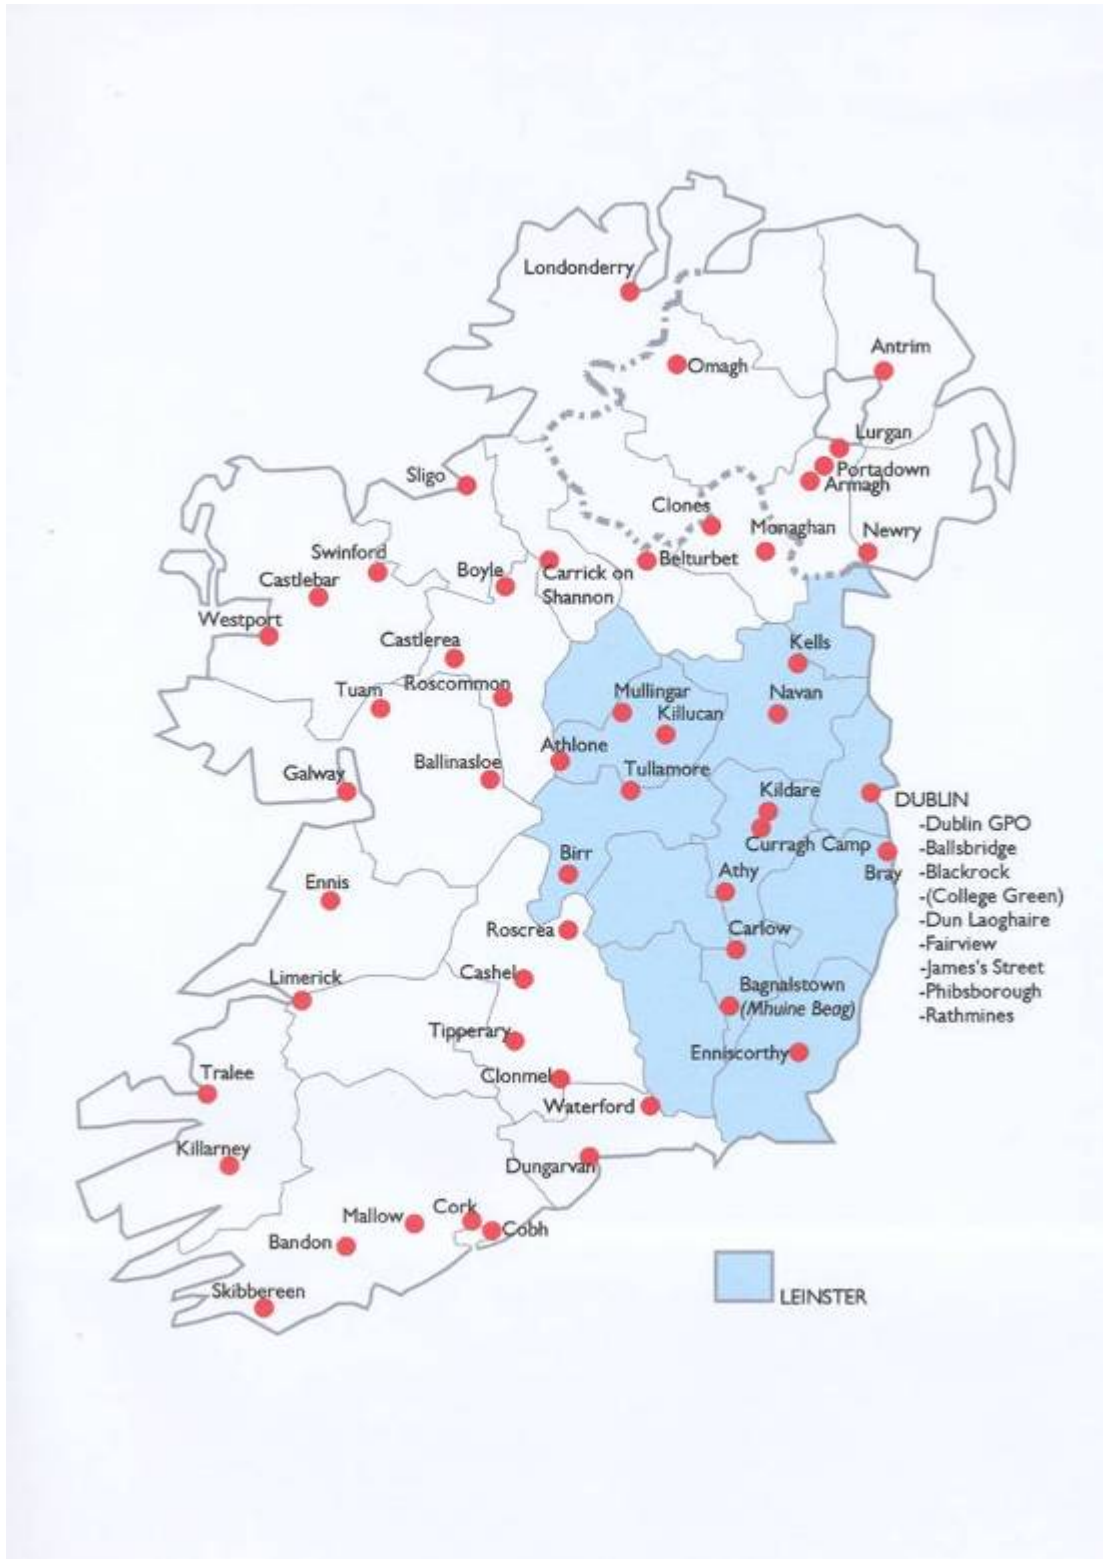 Londonderry
Antrim
Omagh
Lurgan
Portadown
Sligo
Armagh
Clones
Monaghan
Newry
Swinford
Belturbet
Boyle
Carrick on
Castlebar
Shannon
Westport
Castlerea
Kells
Roscommon
Tuam
Mullingar
Navan
Killucan
Athlone
Ballinasloe
Galway
Tullamore
Kildare
DUBLIN
-Dublin GPO
Curragh Camp
-Ballsbridge
Birr
Athy
Bray
-Blackrock
Ennis
-(College Green)
-Dun Laoghaire
Roscrea
Carlow
-Fairview
Cashel
-James's Street
Limerick
Bagnalstown
-Phibsborough
(Mhuine Beag)
-Rathmines
Tipperary
Enniscorthy
Tralee
Clonmel
Waterford
Killarney
Dungarvan
Mallow
Cork
Cobh
Bandon
Skibbereen
LEINSTER